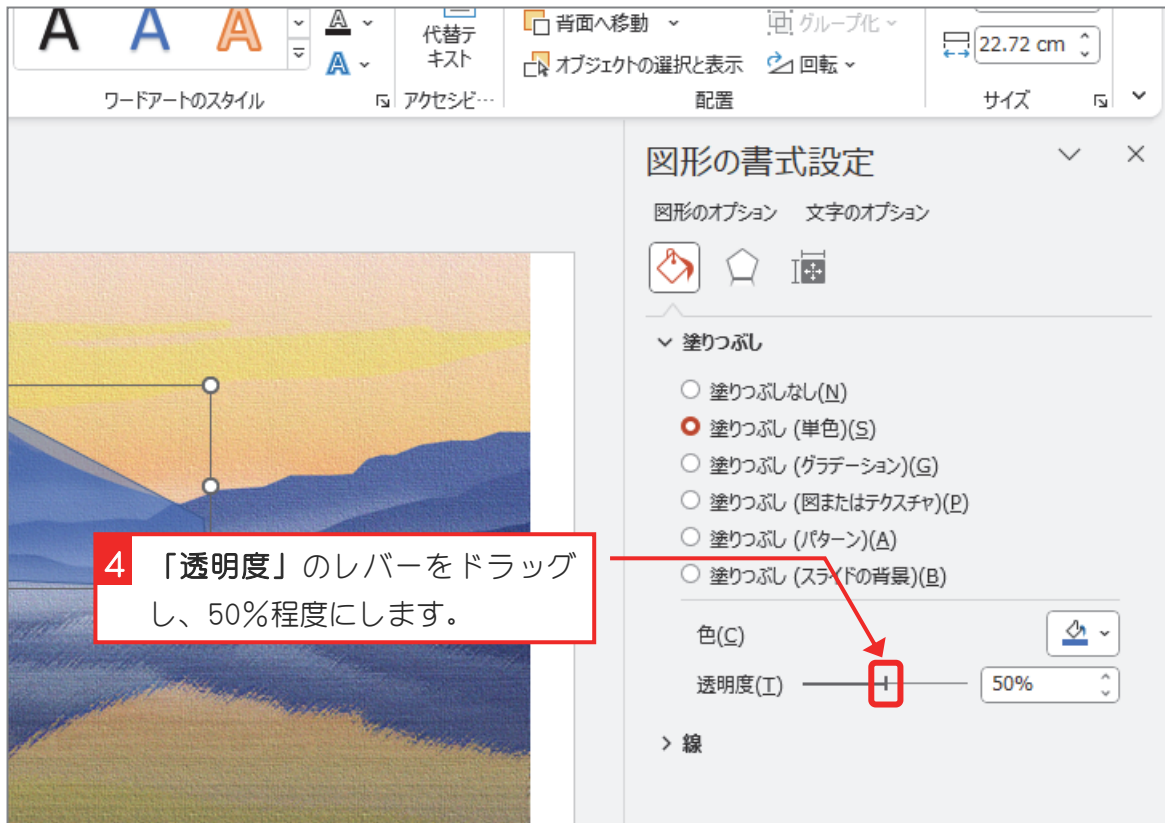 A A A A
A
代替テ
キスト
背面へ移動
グループ化
オブジェクトの選択と表示
回転
22.72 cm
ワードアートのスタイル
アクセシビ…
配置
サイズ
図形の書式設定
図形のオプション 文字のオプション
塗りつぶし
塗りつぶしなし(N)
塗りつぶし (単色)(S)
塗りつぶし (グラデーション)(G)
塗りつぶし (図またはテクスチャ)(P)
塗りつぶし (パターン)(A)
塗りつぶし (スライドの背景)(B)
4 「透明度」のレバーをドラッグ
し、50%程度にします。
色(C)
透明度(T) 50%
線